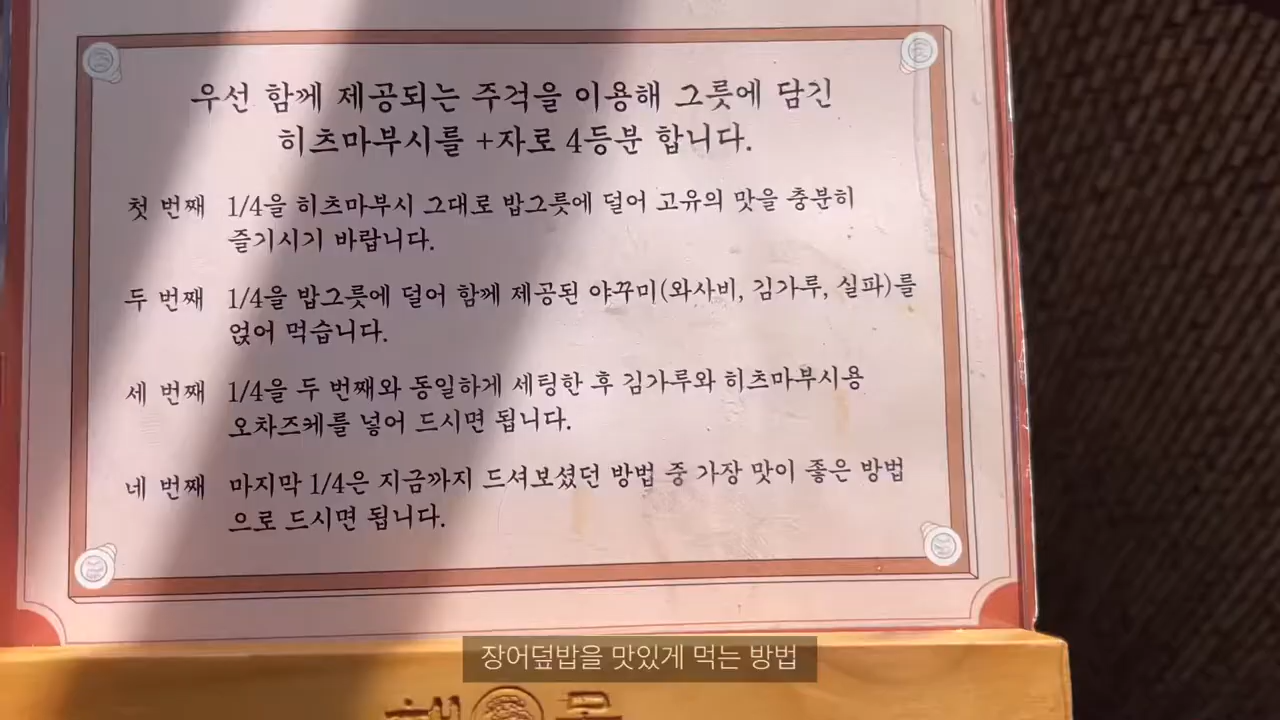 우선 함께 제공되는 주걱을 이용해 그릇에 담긴
히츠마부시를 +자로 4등분 합니다.
첫 번째 1/4을 히츠마부시 그대로 밥그릇에 덜어 고유의 맛을 충분히
즐기시기 바랍니다.
두 번째 1/4을 밥그릇에 덜어 함께 제공된 야꾸미(와사비, 김가루, 실파)를
얹어 먹습니다.
세 번째 1/4을 두 번째와 동일하게 세팅한 후 김가루와 히츠마부시용
오차즈케를 넣어 드시면 됩니다.
네 번째 마지막 1/4은 지금까지 드셔보셨던 방법 중 가장 맛이 좋은 방법
으로 드시면 됩니다.
장어덮밥을 맛있게 먹는 방법